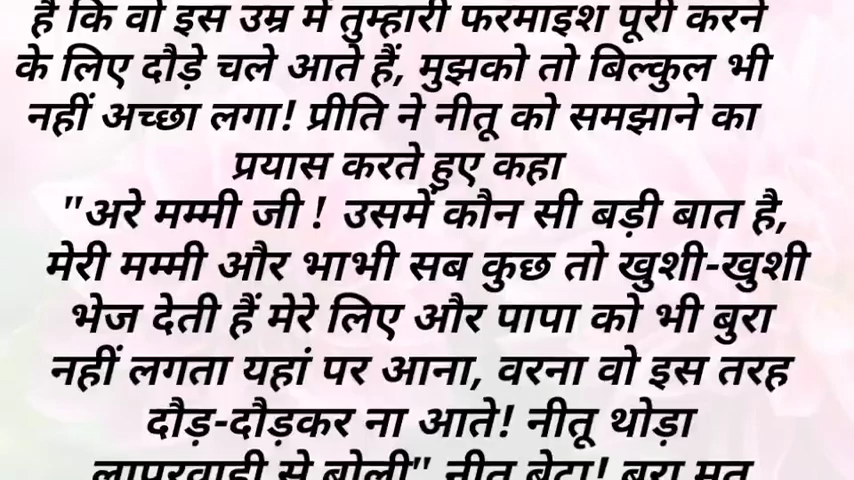 है कि वो इस उम्र में तुम्हारी फरमाइश पूरी करने
के लिए दौड़े चले आते हैं, मुझको तो बिल्कुल भी
नहीं अच्छा लगा! प्रीति ने नीतू को समझाने का
प्रयास करते हुए कहा
"अरे मम्मी जी ! उसमें कौन सी बड़ी बात है,
मेरी मम्मी और भाभी सब कुछ तो खुशी-खुशी
भेज देती हैं मेरे लिए और पापा को भी बुरा
नहीं लगता यहां पर आना, वरना वो इस तरह
दौड़-दौड़कर ना आते! नीतू थोड़ा
लापरवाही से बोली" नीतू बेटा! बुरा मत